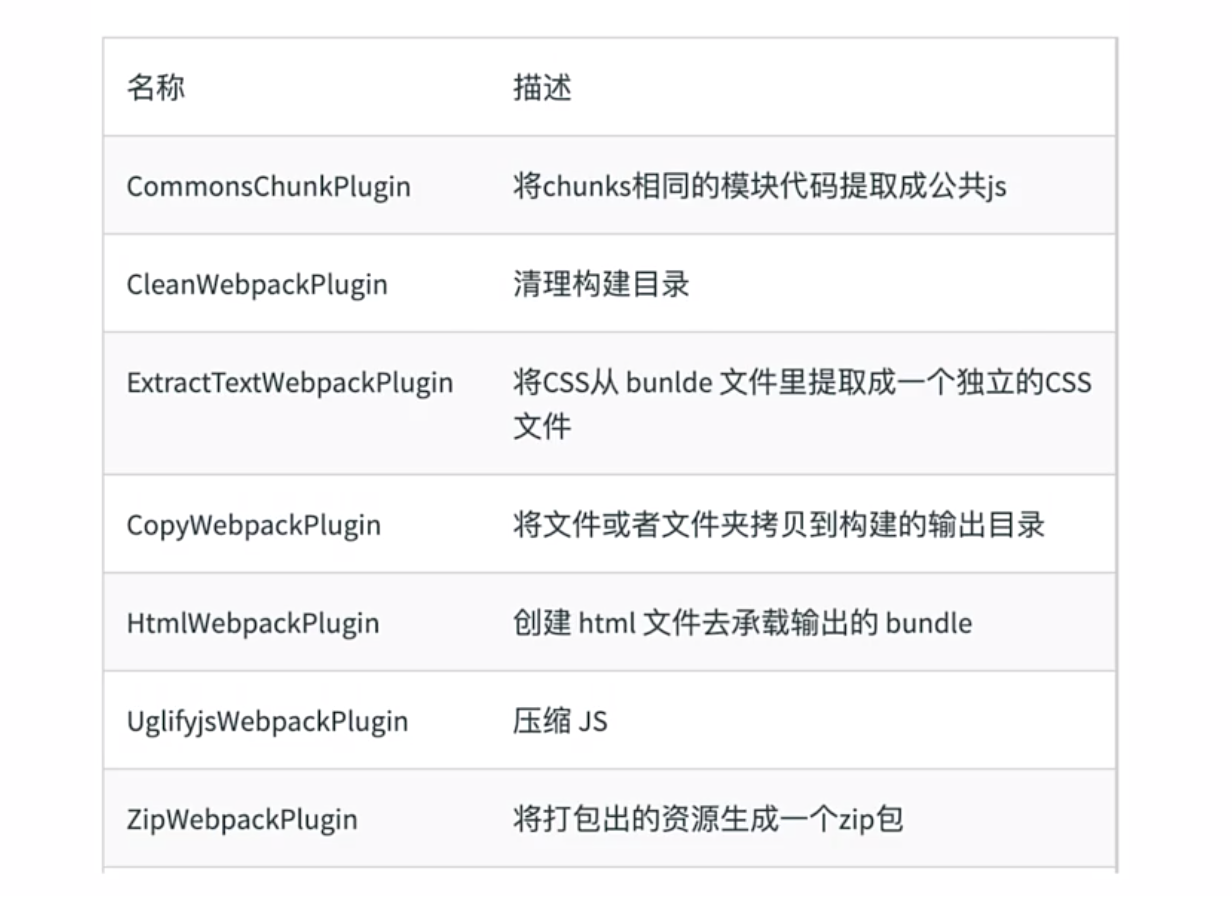 名称 描述
CommonsChunkPlugin 将chunks相同的模块代码提取成公共js
CleanWebpackPlugin 清理构建目录
ExtractTextWebpackPlugin 将CSS从 bunlde 文件里提取成一个独立的CSS
文件
CopyWebpackPlugin 将文件或者文件夹拷贝到构建的输出目录
HtmlWebpackPlugin 创建 html 文件去承载输出的 bundle
UglifyjsWebpackPlugin 压缩 JS
ZipWebpackPlugin 将打包出的资源生成一个zip包